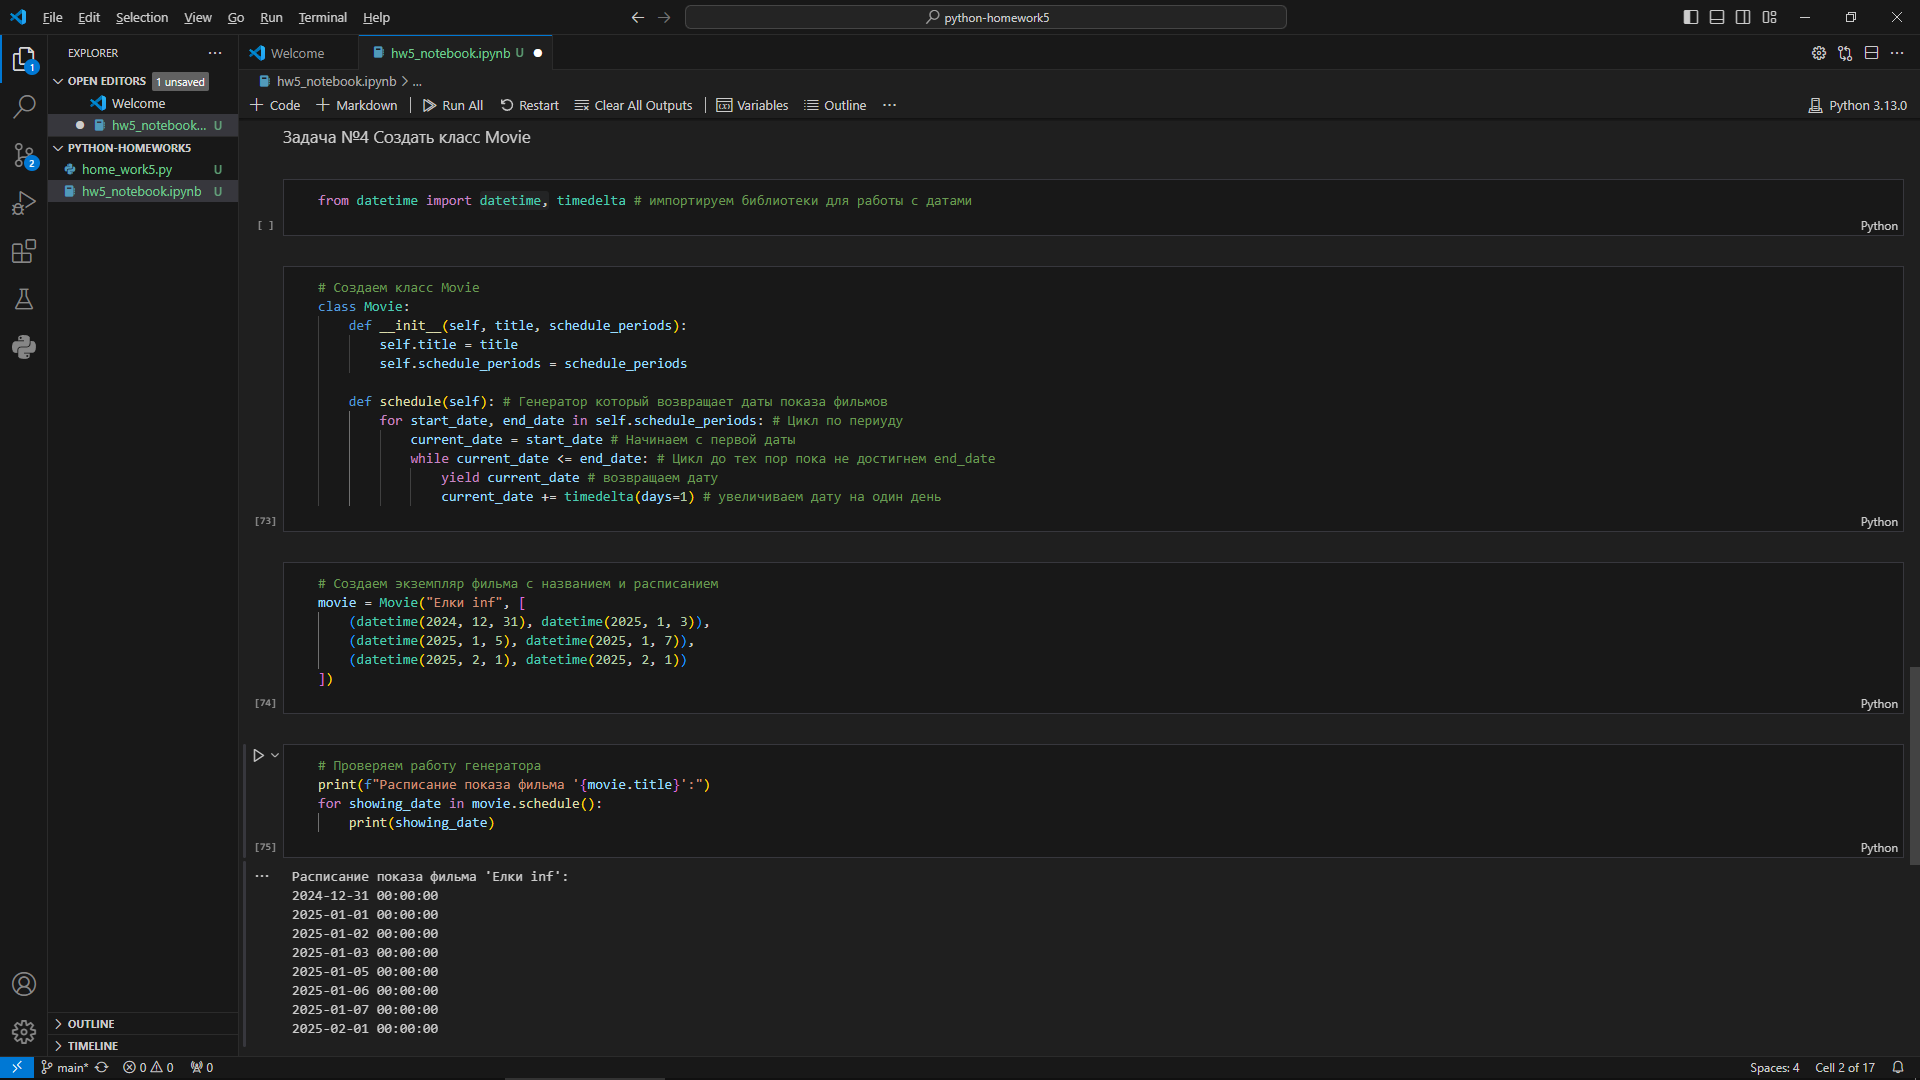 File Edit Selection View Go Run Terminal Help
python-homework5
EXPLORER
OPEN EDITORS 1 unsaved
Welcome
hw5_notebook... U
PYTHON-HOMEWORK5
home_work5.py U
hw5_notebook.ipynb U
OUTLINE
TIMELINE
Welcome
hw5_notebook.ipynb U
hw5_notebook.ipynb > ...
Code Markdown Run All Restart Clear All Outputs Variables Outline ...
Python 3.13.0
Задача №4 Создать класс Movie
from datetime import datetime, timedelta # импортируем библиотеки для работы с датами
[ ]
Python
# Создаем класс Movie
class Movie:
def __init__(self, title, schedule_periods):
self.title = title
self.schedule_periods = schedule_periods
def schedule(self): # Генератор который возвращает даты показа фильмов
for start_date, end_date in self.schedule_periods: # Цикл по периуду
current_date = start_date # Начинаем с первой даты
while current_date <= end_date: # Цикл до тех пор пока не достигнем end_date
yield current_date # возвращаем дату
current_date += timedelta(days=1) # увеличиваем дату на один день
[73]
Python
# Создаем экземпляр фильма с названием и расписанием
movie = Movie("Елки inf", [
(datetime(2024, 12, 31), datetime(2025, 1, 3)),
(datetime(2025, 1, 5), datetime(2025, 1, 7)),
(datetime(2025, 2, 1), datetime(2025, 2, 1))
])
[74]
Python
# Проверяем работу генератора
print(f"Расписание показа фильма '{movie.title}':")
for showing_date in movie.schedule():
print(showing_date)
[75]
Python
Расписание показа фильма 'Елки inf':
2024-12-31 00:00:00
2025-01-01 00:00:00
2025-01-02 00:00:00
2025-01-03 00:00:00
2025-01-05 00:00:00
2025-01-06 00:00:00
2025-01-07 00:00:00
2025-02-01 00:00:00
1
2
main* 0 0 0
Spaces: 4 Cell 2 of 17